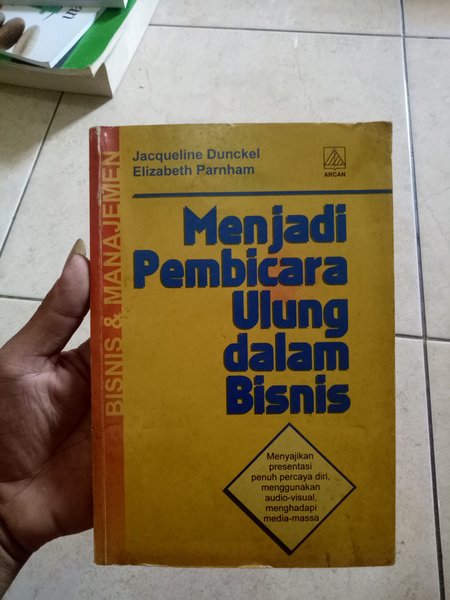 Jacqueline Dunckel
Elizabeth Parnham
ARCAN
BISNIS & MANAJEMEN
Menjadi
Pembicara
Ulung
dalam
Bisnis
Menyajikan
presentasi
penuh percaya diri,
menggunakan
audio-visual,
menghadapi
media-massa